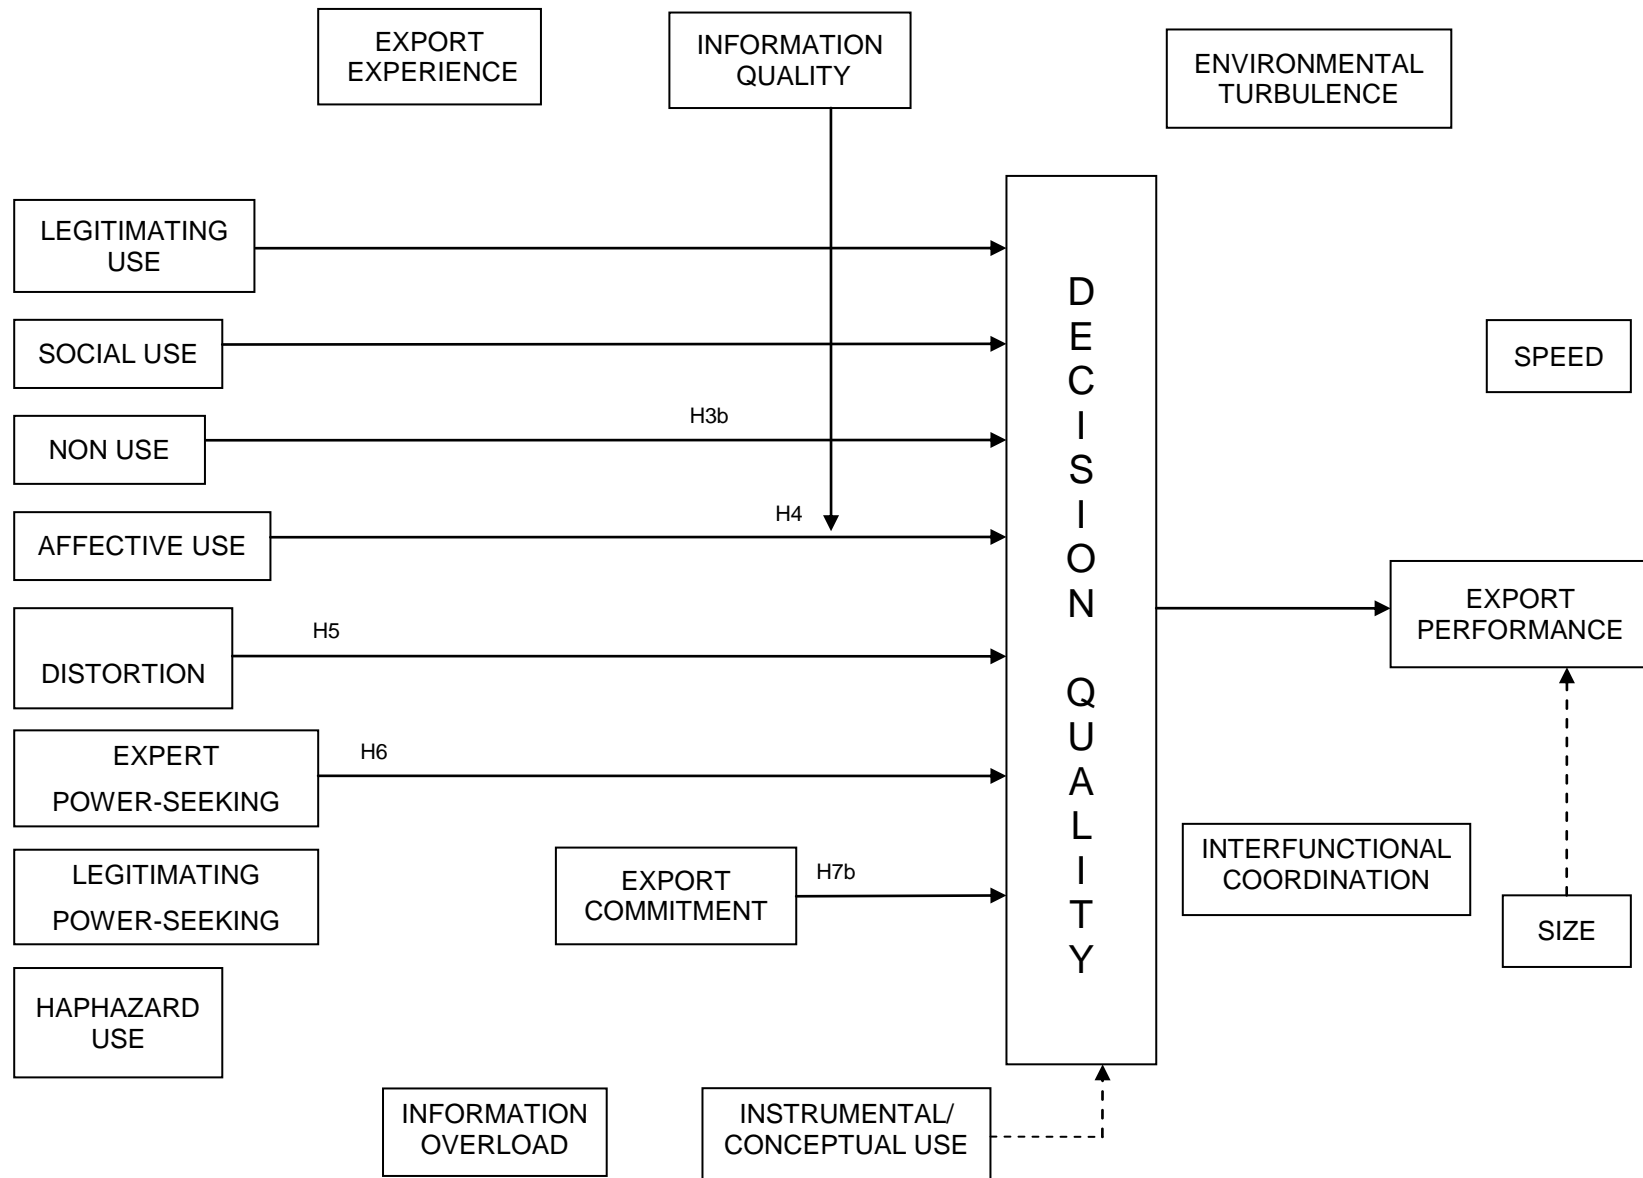 EXPORT
EXPERIENCE
INFORMATION
QUALITY
ENVIRONMENTAL
TURBULENCE
LEGITIMATING
USE
SOCIAL USE
SPEED
NON USE
H3b
AFFECTIVE USE
H4
DISTORTION
H5
EXPERT
POWER-SEEKING
H6
LEGITIMATING
POWER-SEEKING
EXPORT
COMMITMENT
H7b
HAPHAZARD
USE
INFORMATION
OVERLOAD
INSTRUMENTAL/
CONCEPTUAL USE
DECISION QUALITY
EXPORT
PERFORMANCE
INTERFUNCTIONAL
COORDINATION
SIZE